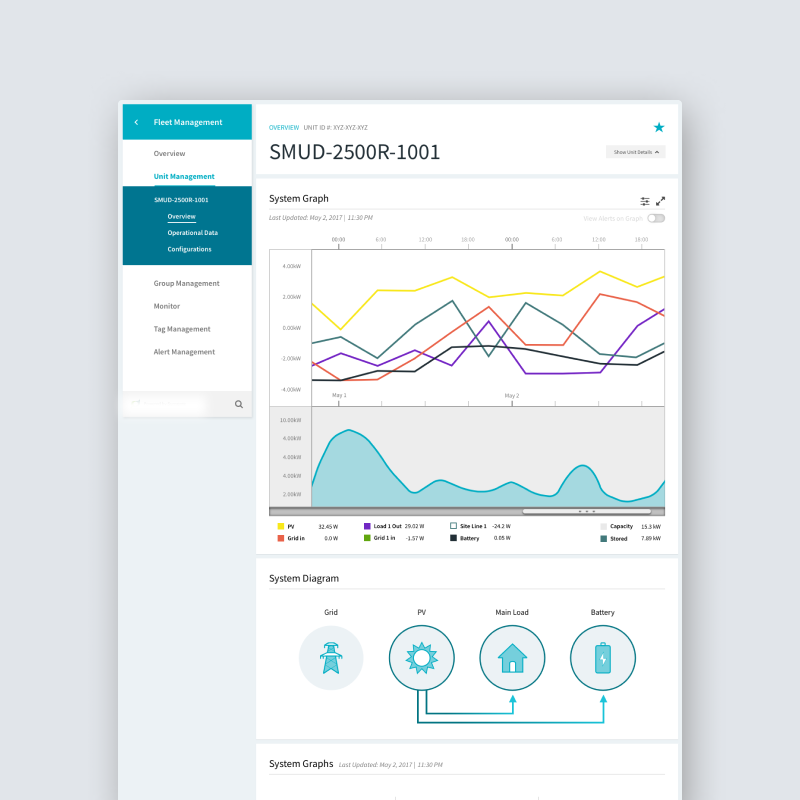 Fleet Management
Overview
Unit Management
SMUD-2500R-1001
Overview
Operational Data
Configurations
Group Management
Monitor
Tag Management
Alert Management
OVERVIEW UNIT ID #: XYZ-XYZ-XYZ
SMUD-2500R-1001
Show Unit Details
System Graph
Last Updated: May 2, 2017 | 11:30 PM
Show Alerts on Graph
00:00 6:00 12:00 18:00 00:00 6:00 12:00 18:00
4.00kW
2.00kW
0.00kW
-2.00kW
-4.00kW
May 1 May 2
10.00kW
8.00kW
6.00kW
4.00kW
2.00kW
PV 32.45 W Load 1 Out 29.02 W Site Line 1 -24.2 W Capacity 15.3 kW
Grid in 0.0 W Grid 1 in -1.57 W Battery 0.05 W Stored 7.89 kW
System Diagram
Grid PV Main Load Battery
System Graphs Last Updated: May 2, 2017 | 11:30 PM